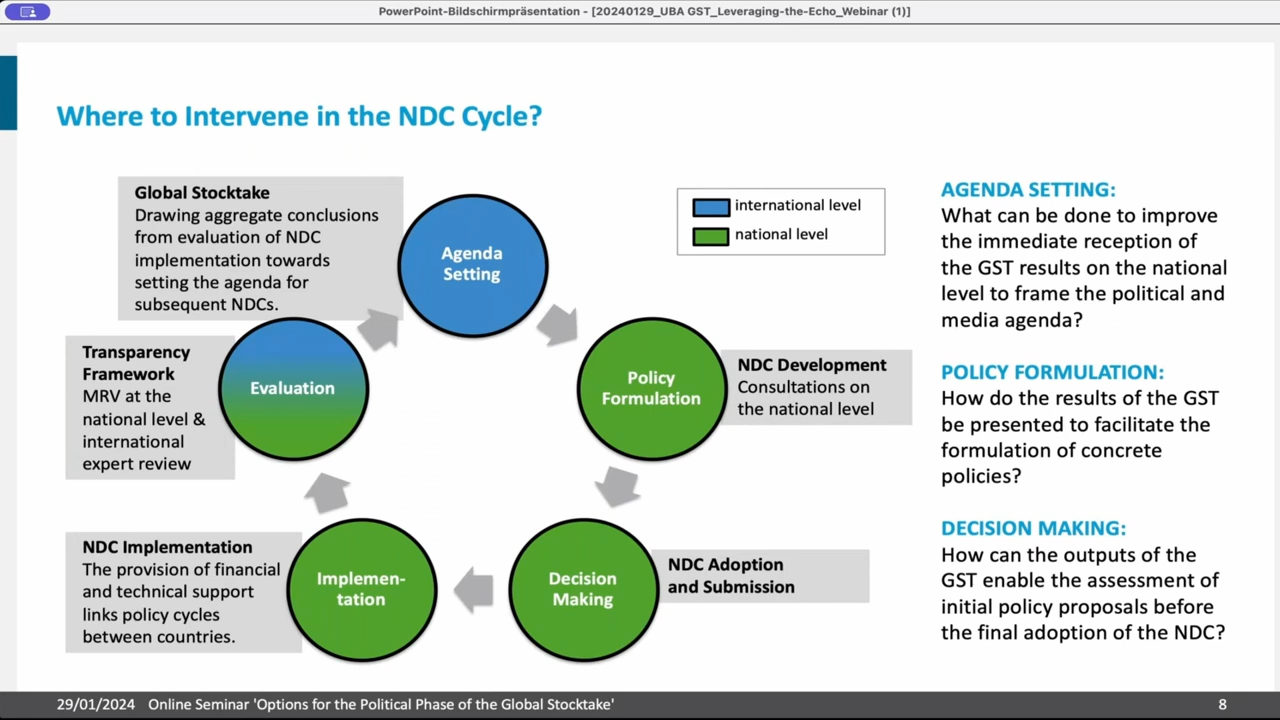 PowerPoint-Bildschirmpräsentation - [20240129_UBA GST_Leveraging-the-Echo_Webinar (1)]
Where to Intervene in the NDC Cycle?
Global Stocktake
Drawing aggregate conclusions
from evaluation of NDC
implementation towards
setting the agenda for
subsequent NDCs.
Agenda
Setting
international level
national level
Transparency
Framework
MRV at the
national level &
international
expert review
Evaluation
Policy
Formulation
NDC Development
Consultations on
the national level
NDC Implementation
The provision of financial
and technical support
links policy cycles
between countries.
Implemen-
tation
Decision
Making
NDC Adoption
and Submission
AGENDA SETTING:
What can be done to improve
the immediate reception of
the GST results on the national
level to frame the political and
media agenda?
POLICY FORMULATION:
How do the results of the GST
be presented to facilitate the
formulation of concrete
policies?
DECISION MAKING:
How can the outputs of the
GST enable the assessment of
initial policy proposals before
the final adoption of the NDC?
29/01/2024 Online Seminar 'Options for the Political Phase of the Global Stocktake' 8